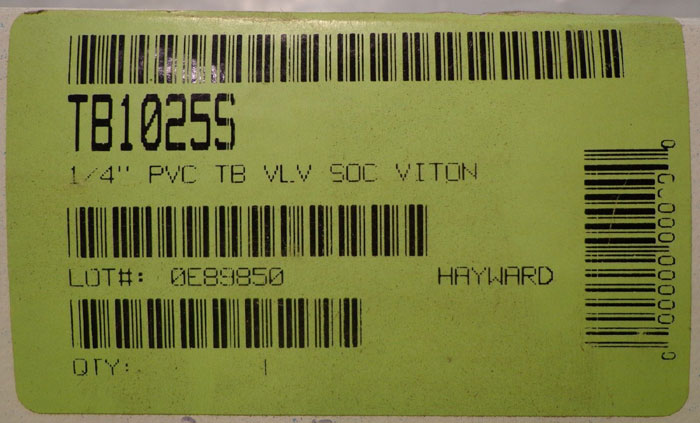 TB1025S
1/4" PVC TB VLV SOC VITON
LOT#: 0E89850 HAYWARD
QTY: 1